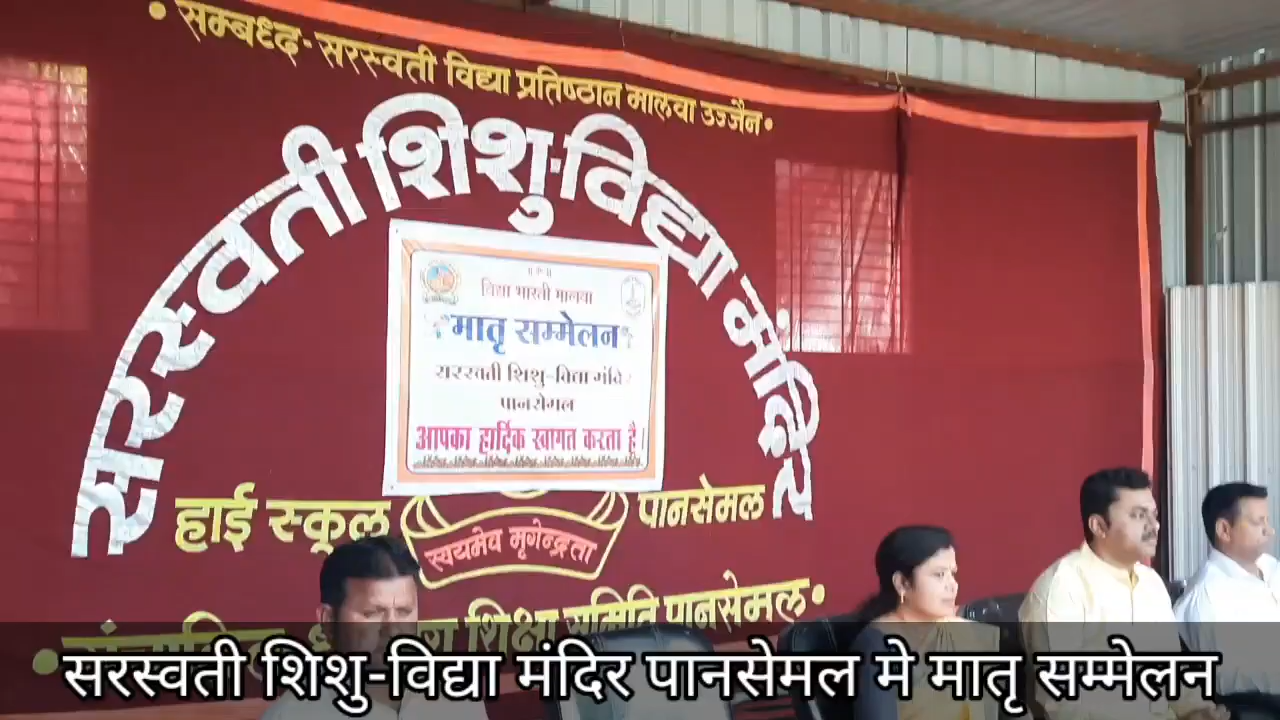 • सम्बध्द- सरस्वती विद्या प्रतिष्ठान मालवा उज्जैन •
सरस्वती शिशु-विद्या मंदिर
विद्या भारती मालवा
मातृ सम्मेलन
सरस्वती शिशु-विद्या मंदिर
पानसेमल
आपका हार्दिक स्वागत करता है।
हाई स्कूल पानसेमल
स्वयमेव मृगेन्द्रता
शिक्षा समिति पानसेमल •
सरस्वती शिशु-विद्या मंदिर पानसेमल मे मातृ सम्मेलन